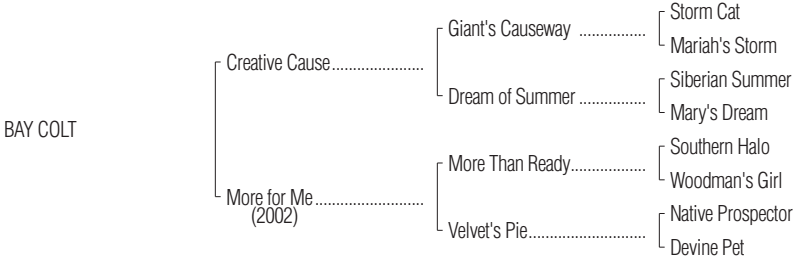 Storm Cat
Giant's Causeway ................
Mariah's Storm
Creative Cause......................
Siberian Summer
Dream of Summer ................
Mary's Dream
BAY COLT
Southern Halo
More Than Ready..................
Woodman's Girl
More for Me..........................
(2002)
Native Prospector
Velvet's Pie............................
Devine Pet